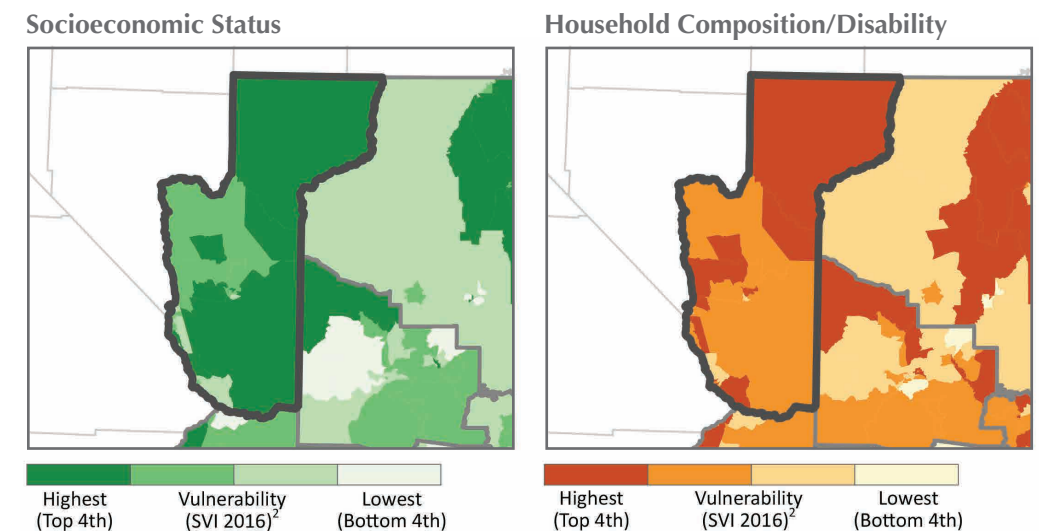 Socioeconomic Status
Household Composition/Disability
Highest
(Top 4th)
Vulnerability
(SVI 2016)2
Lowest
(Bottom 4th)
Highest
(Top 4th)
Vulnerability
(SVI 2016)2
Lowest
(Bottom 4th)